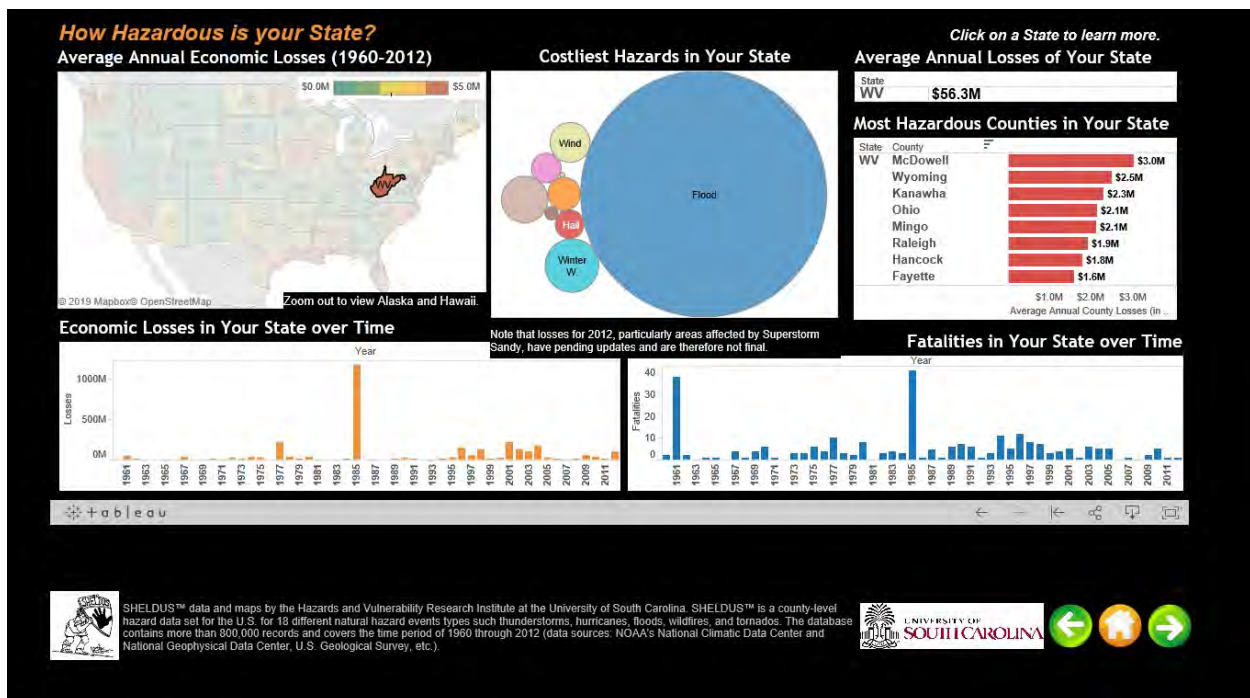 How Hazardous is your State?
Click on a State to learn more.
Average Annual Economic Losses (1960-2012)
$0.0M
$5.0M
WV
© 2019 Mapbox© OpenStreetMap
Zoom out to view Alaska and Hawaii.
Costliest Hazards in Your State
Wind
Flood
Hail
Winter
W.
Note that losses for 2012, particularly areas affected by Superstorm
Sandy, have pending updates and are therefore not final.
Average Annual Losses of Your State
State
WV $56.3M
Most Hazardous Counties in Your State
State County
WV McDowell $3.0M
Wyoming $2.5M
Kanawha $2.3M
Ohio $2.1M
Mingo $2.1M
Raleigh $1.9M
Hancock $1.8M
Fayette $1.6M
$1.0M $2.0M $3.0M
Average Annual County Losses (in ..
Economic Losses in Your State over Time
Year
Losses
1000M
500M
0M
1961 1963 1965 1967 1969 1971 1973 1975 1977 1979 1981 1983 1985 1987 1989 1991 1993 1995 1997 1999 2001 2003 2005 2007 2009 2011
Fatalities in Your State over Time
Year
Fatalities
40
30
20
10
0
1961 1963 1965 1967 1969 1971 1973 1975 1977 1979 1981 1983 1985 1987 1989 1991 1993 1995 1997 1999 2001 2003 2005 2007 2009 2011
+ableau
SHELDUS
SHELDUS™ data and maps by the Hazards and Vulnerability Research Institute at the University of South Carolina. SHELDUS™ is a county-level
hazard data set for the U.S. for 18 different natural hazard events types such thunderstorms, hurricanes, floods, wildfires, and tornados. The database
contains more than 800,000 records and covers the time period of 1960 through 2012 (data sources: NOAA's National Climatic Data Center and
National Geophysical Data Center, U.S. Geological Survey, etc.).
UNIVERSITY OF
SOUTH CAROLINA